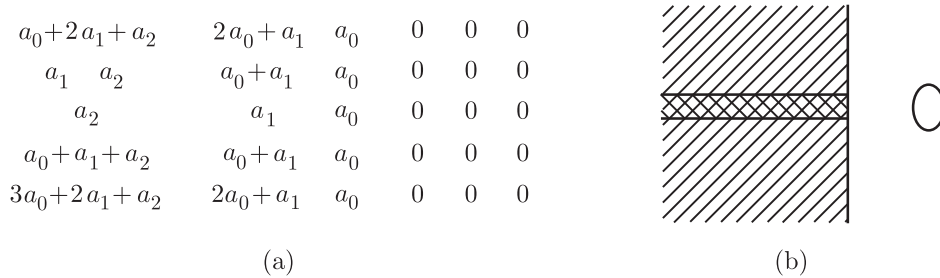 a₀+2a₁+a₂ 2a₀+a₁ a₀ 0 0 0
a₁ a₂ a₀+a₁ a₀ 0 0 0
a₂ a₁ a₀ 0 0 0
a₀+a₁+a₂ a₀+a₁ a₀ 0 0 0
3a₀+2a₁+a₂ 2a₀+a₁ a₀ 0 0 0
(a) (b)